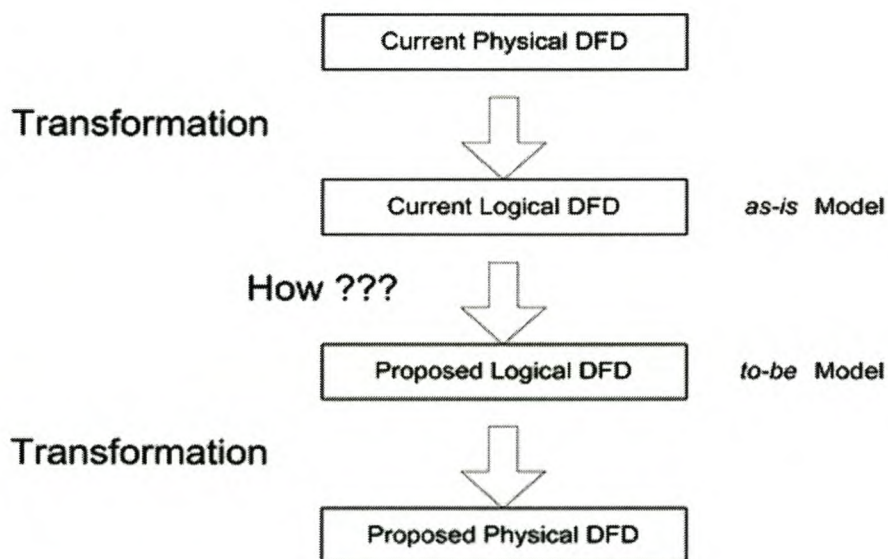 Current Physical DFD
Transformation
Current Logical DFD
as-is Model
How ???
Proposed Logical DFD
to-be Model
Transformation
Proposed Physical DFD